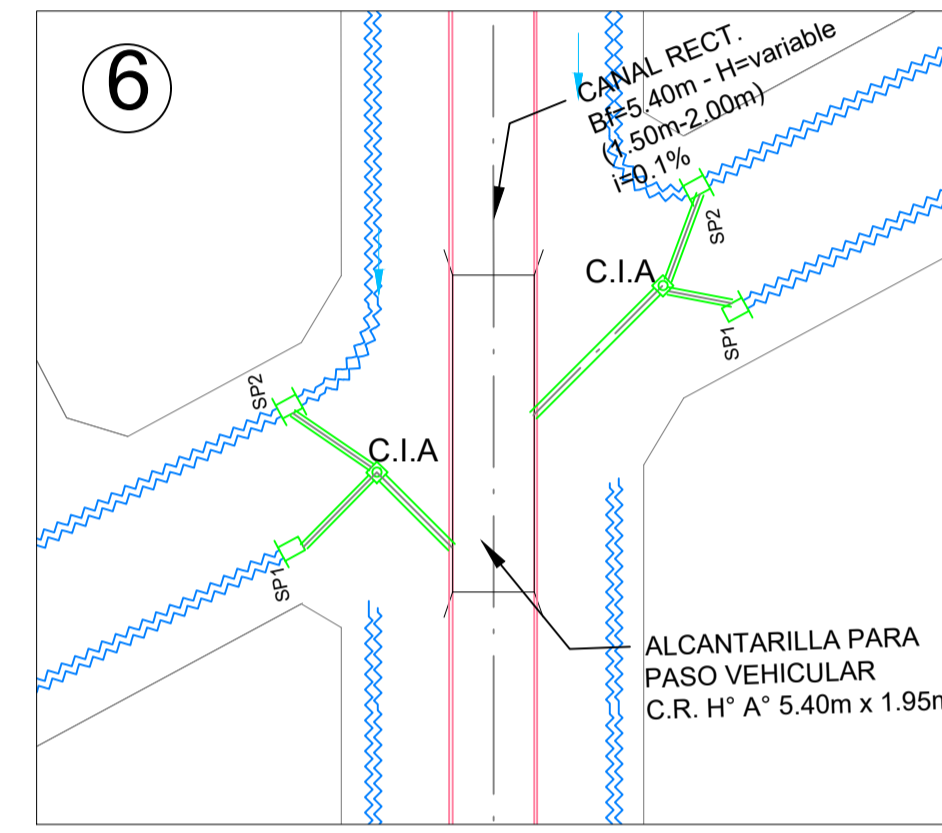 6
CANAL RECT.
Bf=5.40m - H=variable
(1.50m-2.00m)
i=0.1%
SP2
C.I.A
SP1
SP2
C.I.A
SP1
ALCANTARILLA PARA
PASO VEHICULAR
C.R. H° A° 5.40m x 1.95m